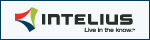 INTELIUS
Live in the know.™